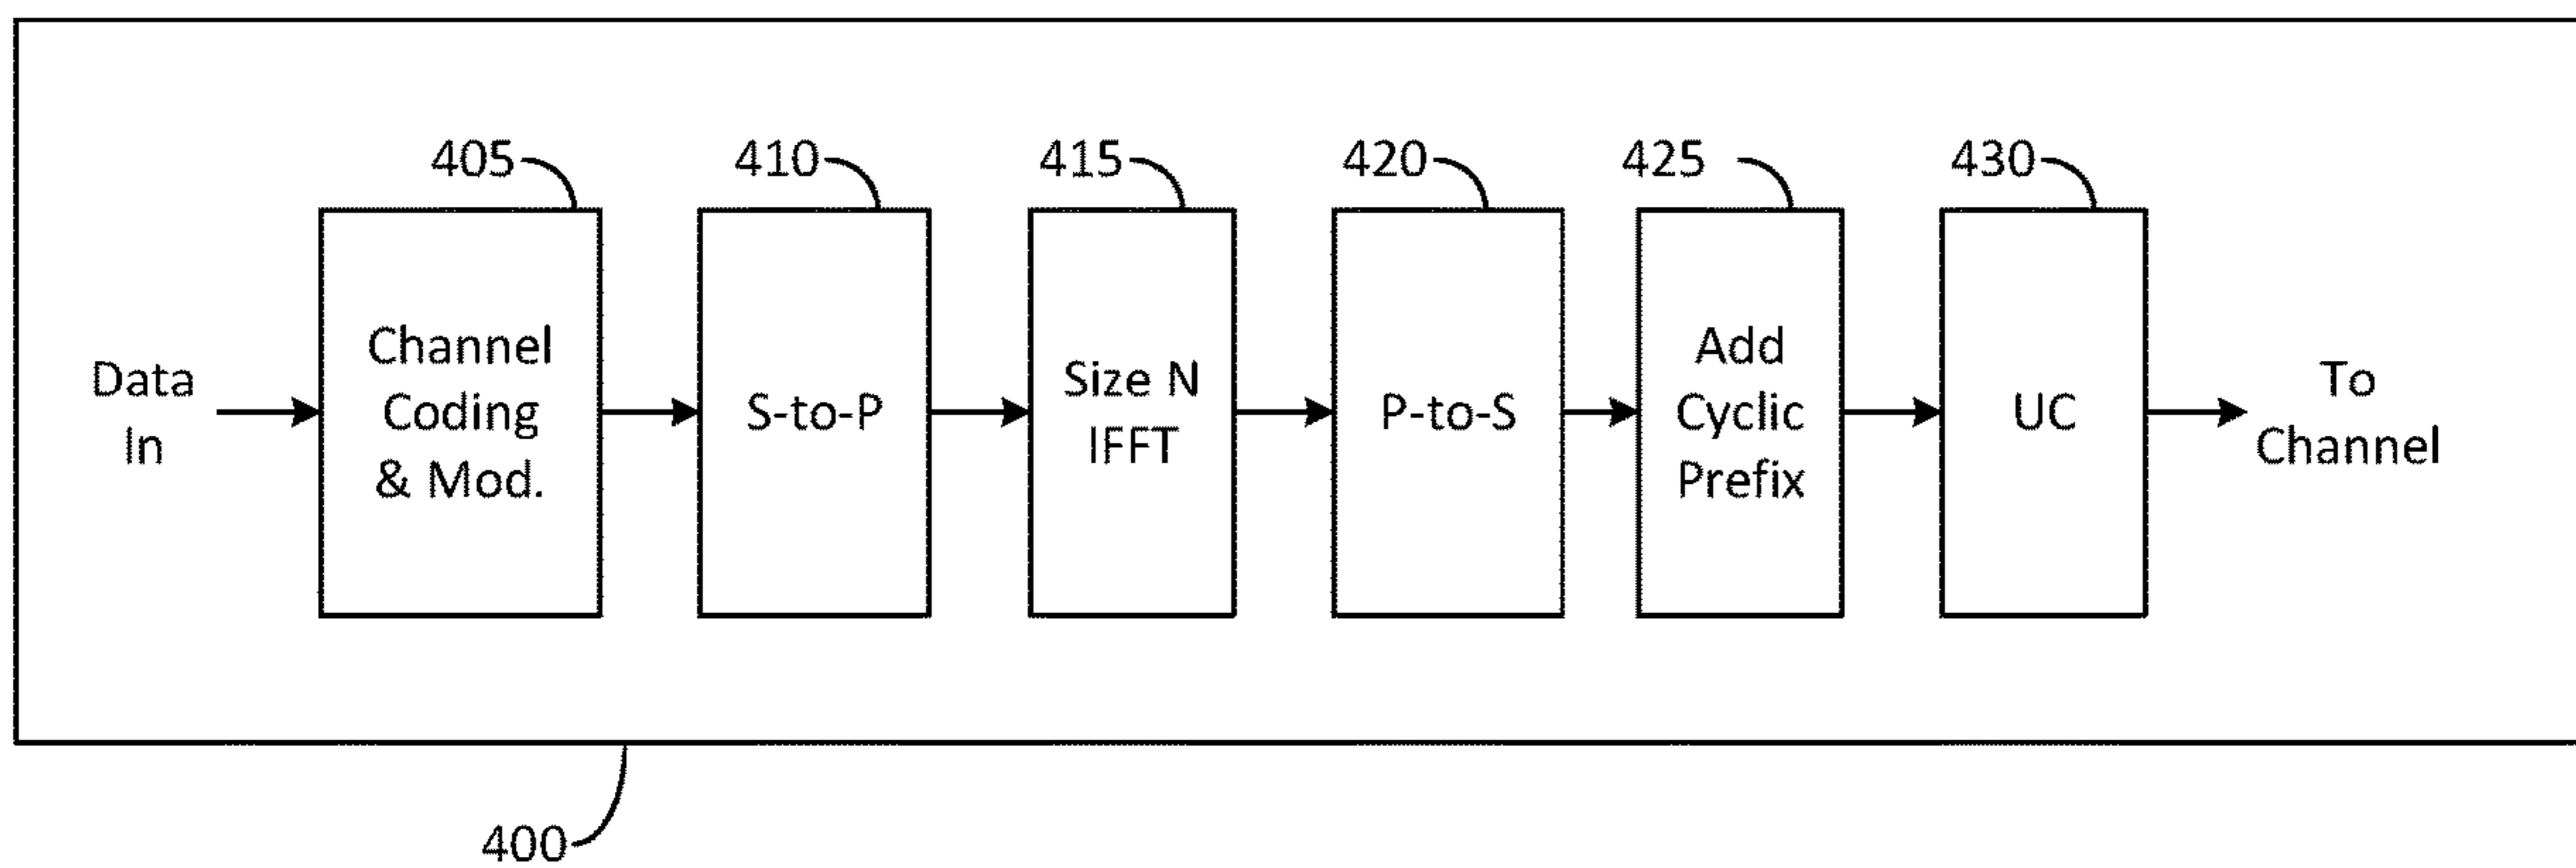 405
410
415
420
425
430
Data
In
Channel
Coding
& Mod.
S-to-P
Size N
IFFT
P-to-S
Add
Cyclic
Prefix
UC
To
Channel
400